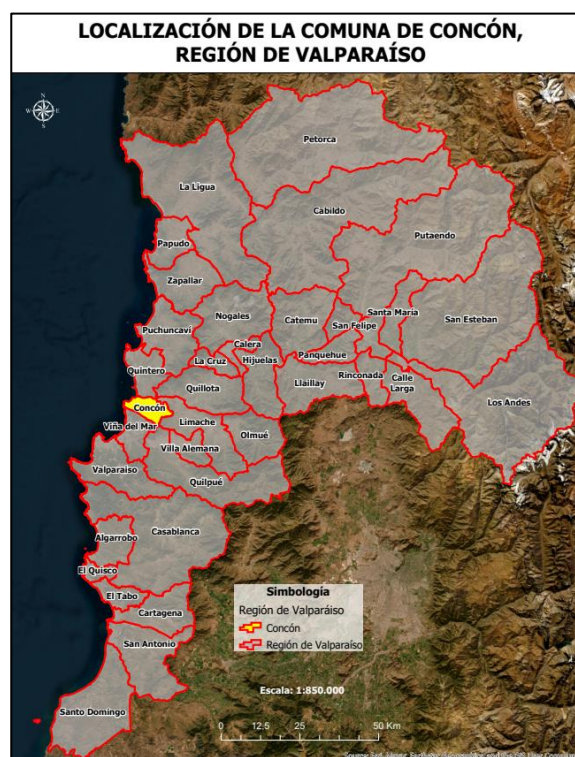 LOCALIZACIÓN DE LA COMUNA DE CONCÓN,
REGIÓN DE VALPARAÍSO
N
W E
S
Petorca
La Ligua
Cabildo
Putaendo
Papudo
Zapallar
Nogales
Catemu
Santa Maria
San Esteban
San Felipe
Puchuncaví
Calera
La Cruz
Hijuelas
Panquehue
Quintero
Rinconada
Calle
Larga
Quillota
Llaillay
Los Andes
Concón
Viña del Mar
Limache
Olmué
Villa Alemana
Valparaiso
Quilpué
Casablanca
Algarrobo
El Quisco
El Tabo
Cartagena
San Antonio
Santo Domingo
Simbología
Región de Valparáiso
Concón
Región de Valparaíso
Escala: 1:850.000
0 12,5 25 50 Km